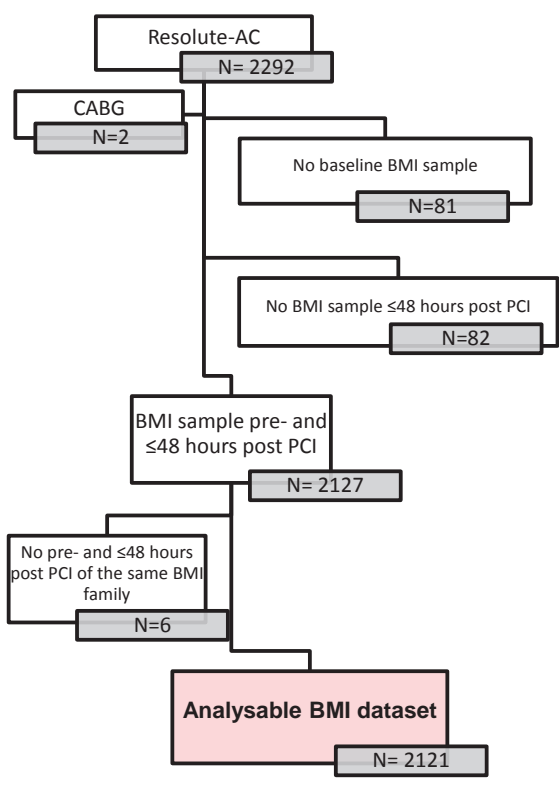 Resolute-AC
N= 2292
CABG
N=2
No baseline BMI sample
N=81
No BMI sample ≤48 hours post PCI
N=82
BMI sample pre- and
≤48 hours post PCI
N= 2127
No pre- and ≤48 hours
post PCI of the same BMI
family
N=6
Analysable BMI dataset
N= 2121